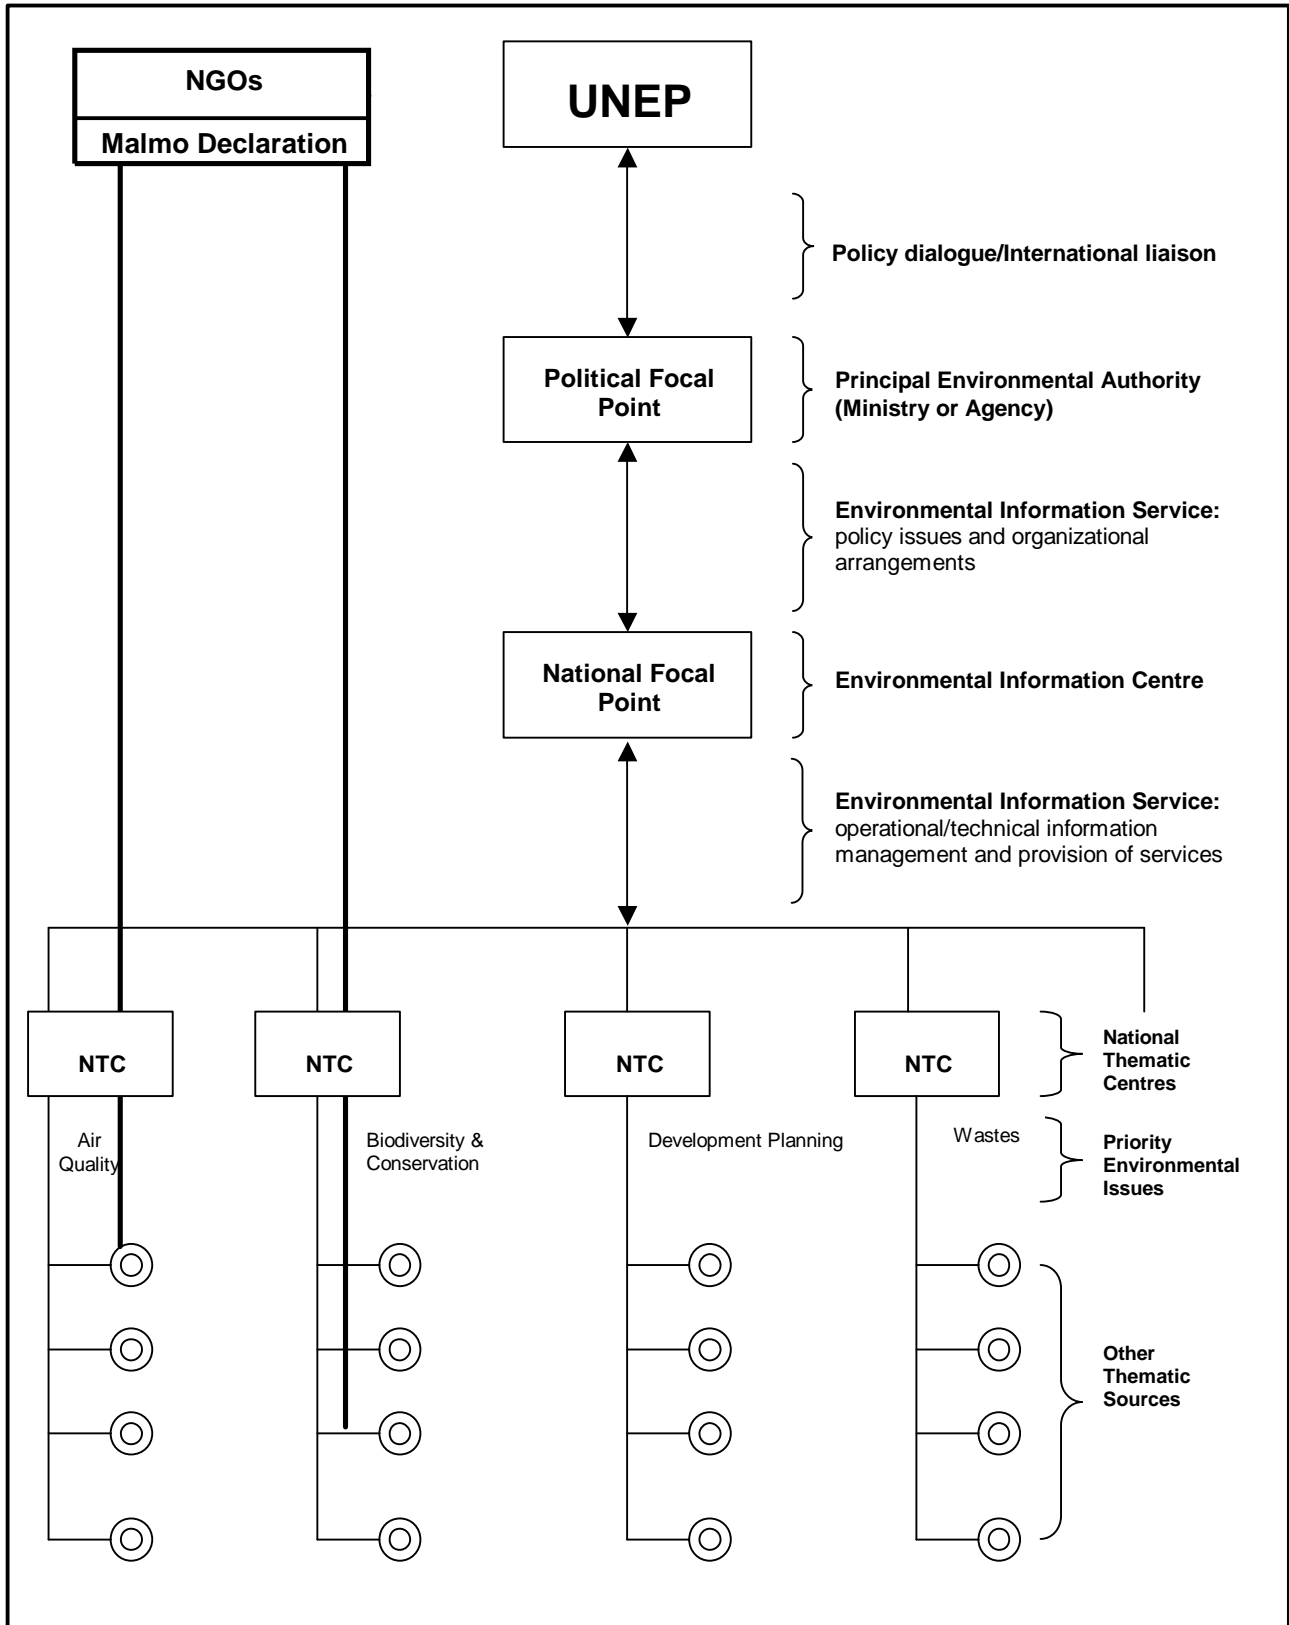 NGOs
Malmo Declaration
UNEP
Policy dialogue/International liaison
Political Focal
Point
Principal Environmental Authority
(Ministry or Agency)
Environmental Information Service:
policy issues and organizational
arrangements
National Focal
Point
Environmental Information Centre
Environmental Information Service:
operational/technical information
management and provision of services
NTC
NTC
NTC
NTC
National
Thematic
Centres
Air
Quality
Biodiversity &
Conservation
Development Planning
Wastes
Priority
Environmental
Issues
Other
Thematic
Sources